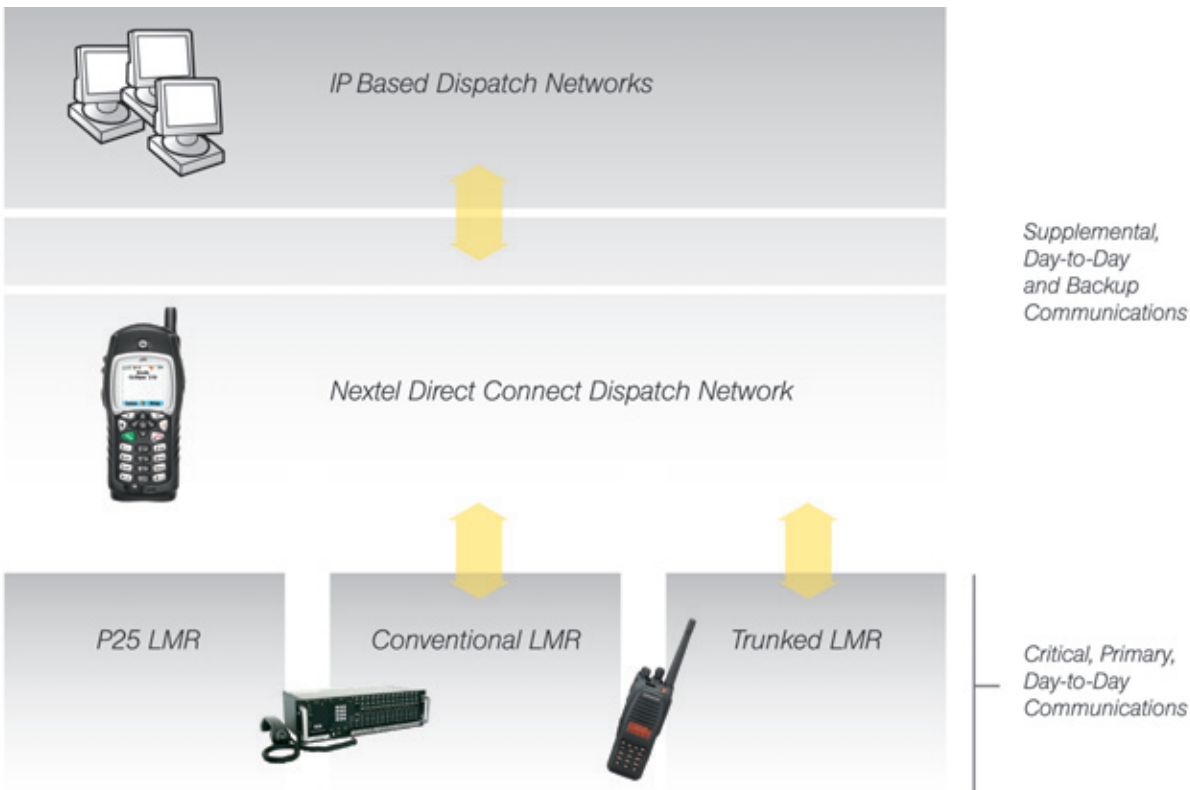 IP Based Dispatch Networks
Supplemental,
Day-to-Day
and Backup
Communications
Nextel Direct Connect Dispatch Network
P25 LMR
Conventional LMR
Trunked LMR
Critical, Primary,
Day-to-Day
Communications